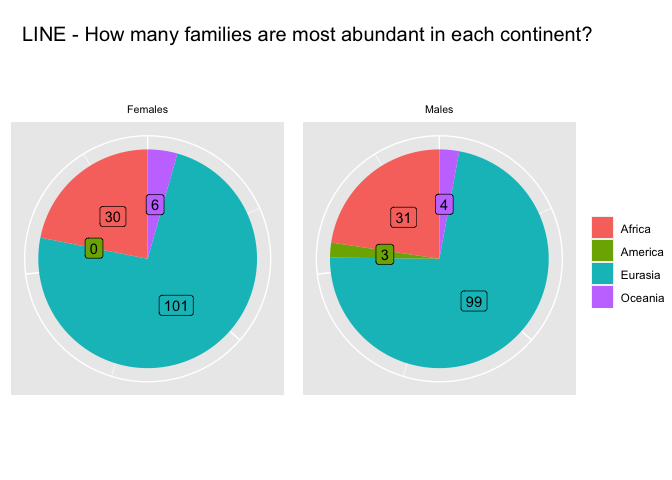 LINE - How many families are most abundant in each continent?
Females
Males
30
6
0
101
31
4
3
99
Africa
America
Eurasia
Oceania